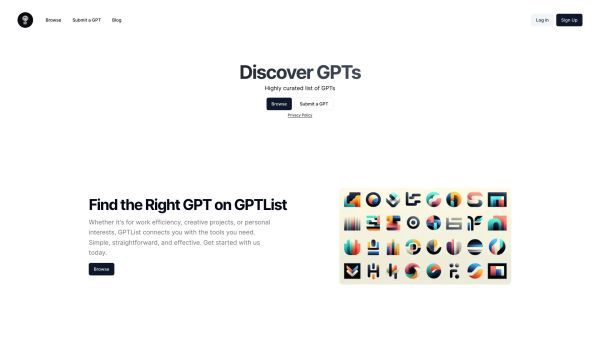 Browse Submit a GPT Blog Log in Sign Up
Discover GPTs
Highly curated list of GPTs
Browse Submit a GPT
Privacy Policy
Find the Right GPT on GPTList
Whether it's for work efficiency, creative projects, or personal
interests, GPTList connects you with the tools you need.
Simple, straightforward, and effective. Get started with us
today.
Browse